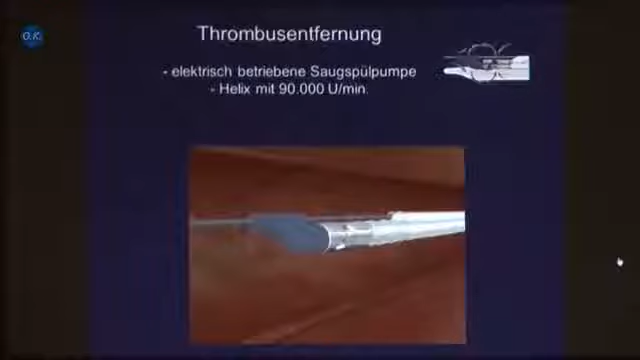 O.K.
Thrombusentfernung
- elektrisch betriebene Saugspülpumpe
- Helix mit 90.000 U/min.